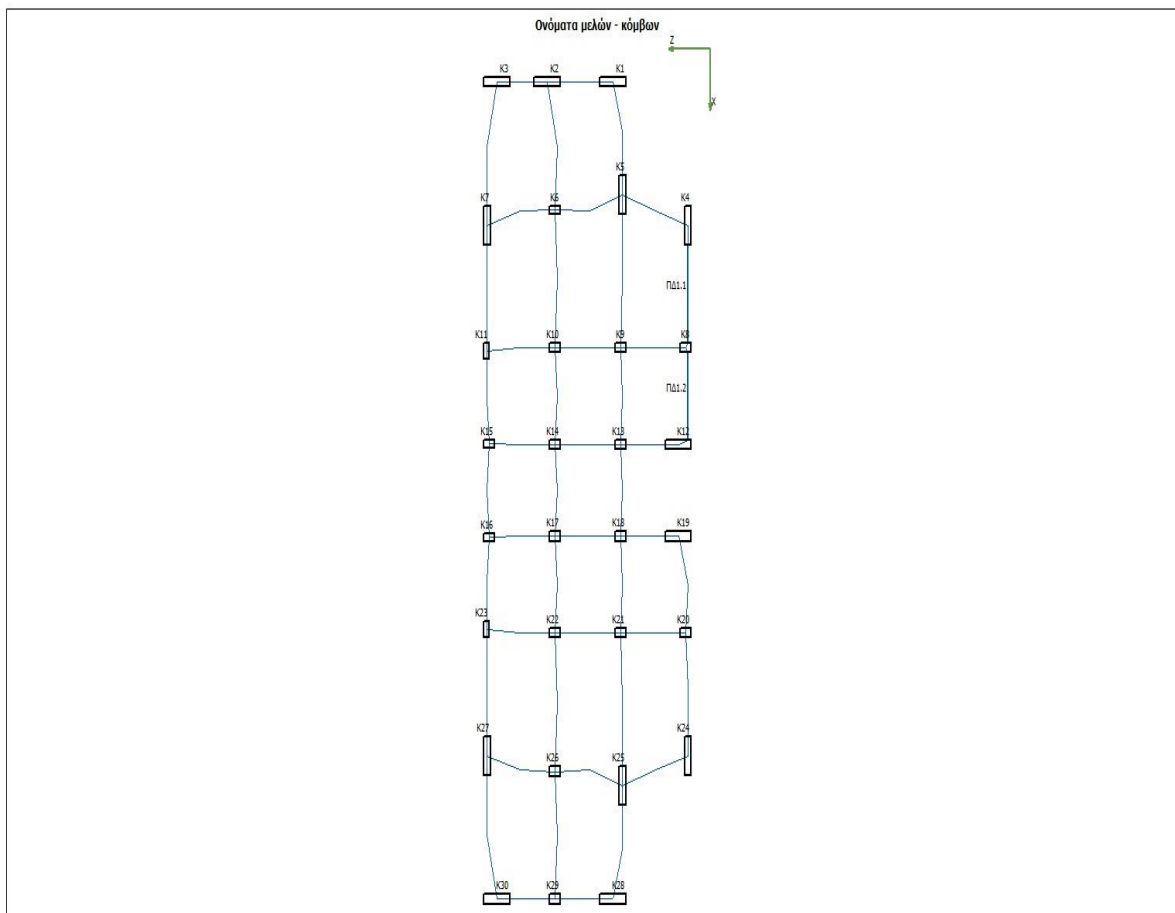 Ονόματα μελών - κόμβων
Z
X
K3 K2 K1
K5
K7 K6 K4
ΠΔ1.1
K11 K10 K9 K8
ΠΔ1.2
K15 K14 K13 K12
K16 K17 K18 K19
K23 K22 K21 K20
K27 K24
K26 K25
K30 K29 K28